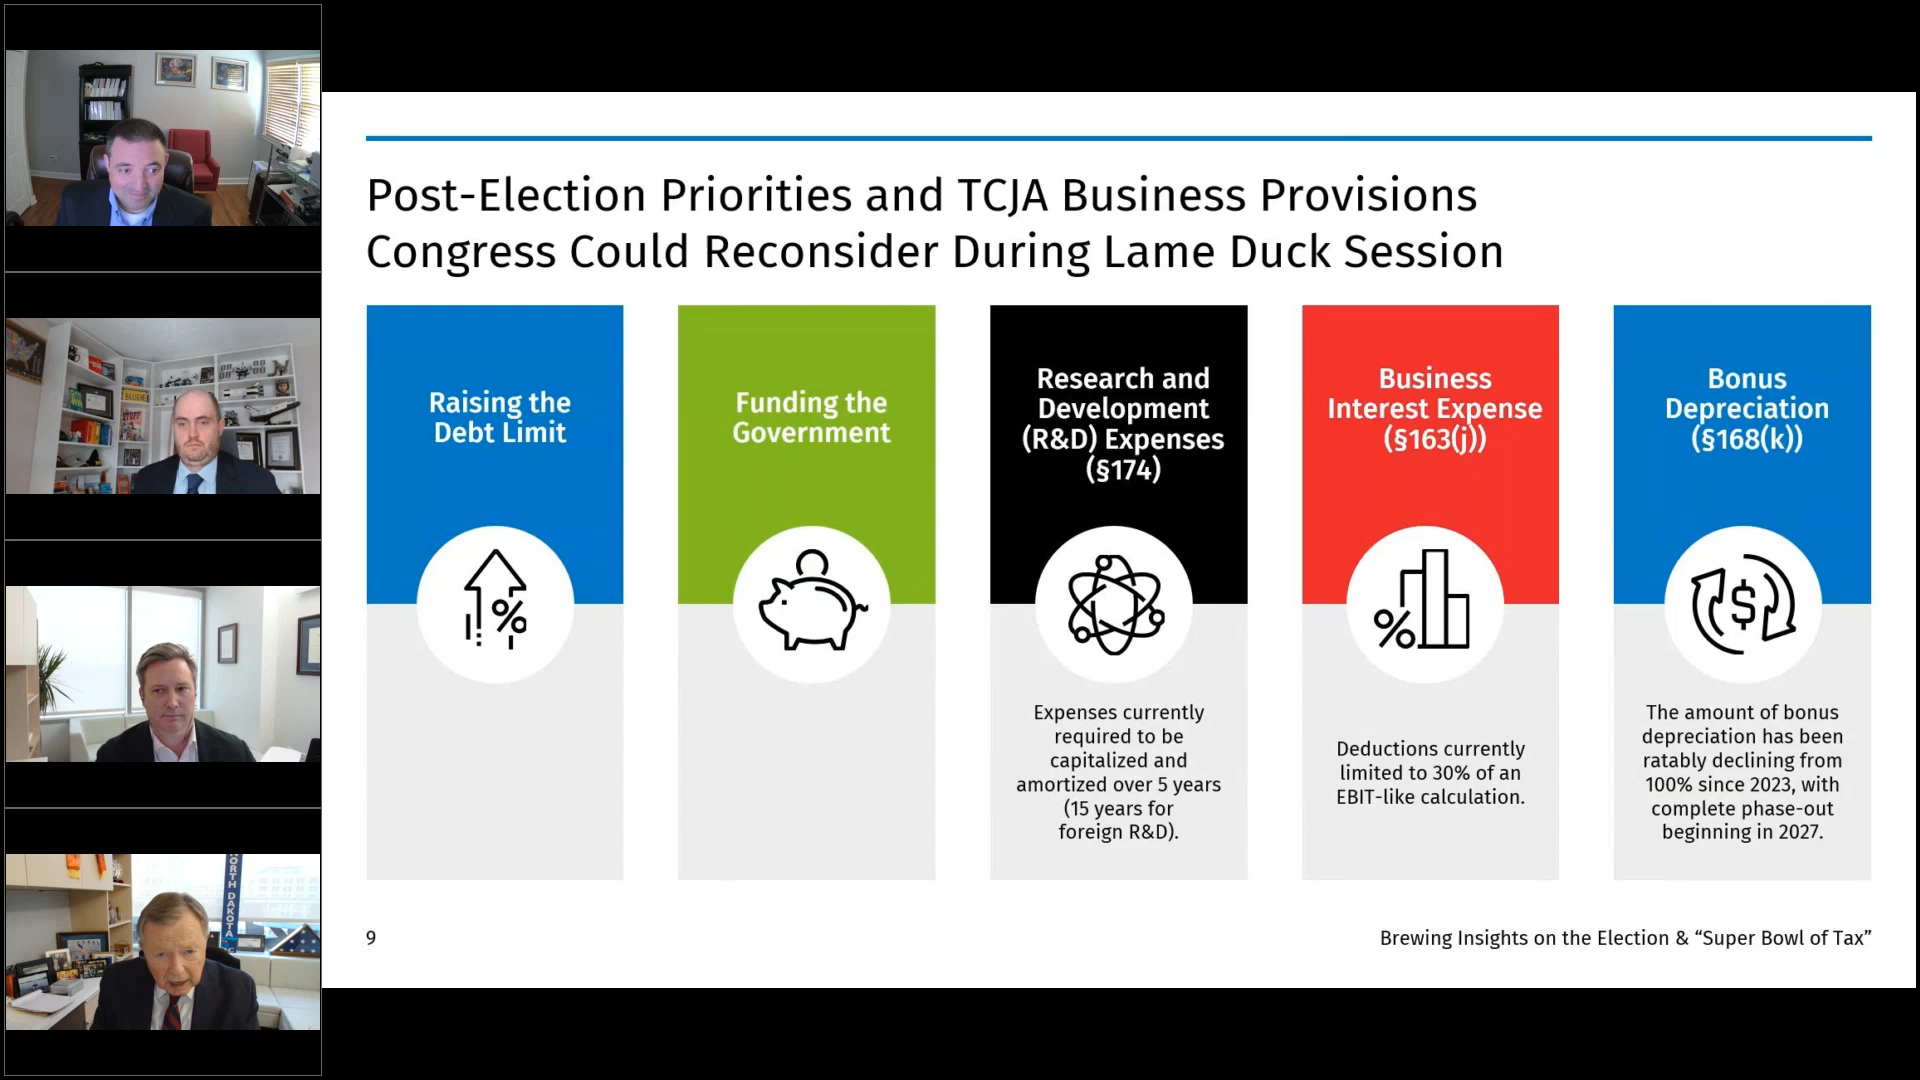 Post-Election Priorities and TCJA Business Provisions
Congress Could Reconsider During Lame Duck Session
Raising the
Debt Limit
Funding the
Government
Research and
Development
(R&D) Expenses
(§174)
Expenses currently
required to be
capitalized and
amortized over 5 years
(15 years for
foreign R&D).
Business
Interest Expense
(§163(j))
%
Deductions currently
limited to 30% of an
EBIT-like calculation.
Bonus
Depreciation
(§168(k))
$
The amount of bonus
depreciation has been
ratably declining from
100% since 2023, with
complete phase-out
beginning in 2027.
9
Brewing Insights on the Election & “Super Bowl of Tax”
NORTH DAKOTA